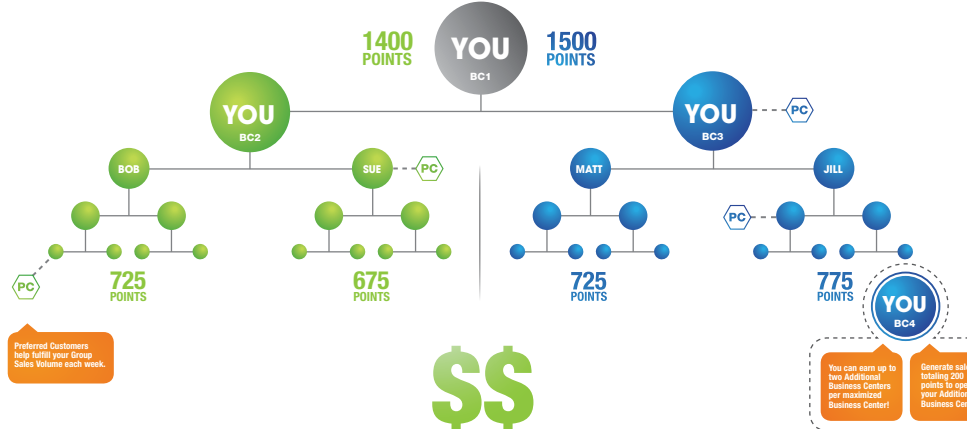 1400
POINTS
YOU
BC1
1500
POINTS
YOU
BC2
YOU
BC3
PC
BOB
SUE
PC
MATT
JILL
PC
PC
725
POINTS
675
POINTS
725
POINTS
775
POINTS
YOU
BC4
Preferred Customers
help fulfill your Group
Sales Volume each week.
$$
You can earn up to
two Additional
Business Centers
per maximized
Business Center!
Generate
totaling 200
points to
your
Business